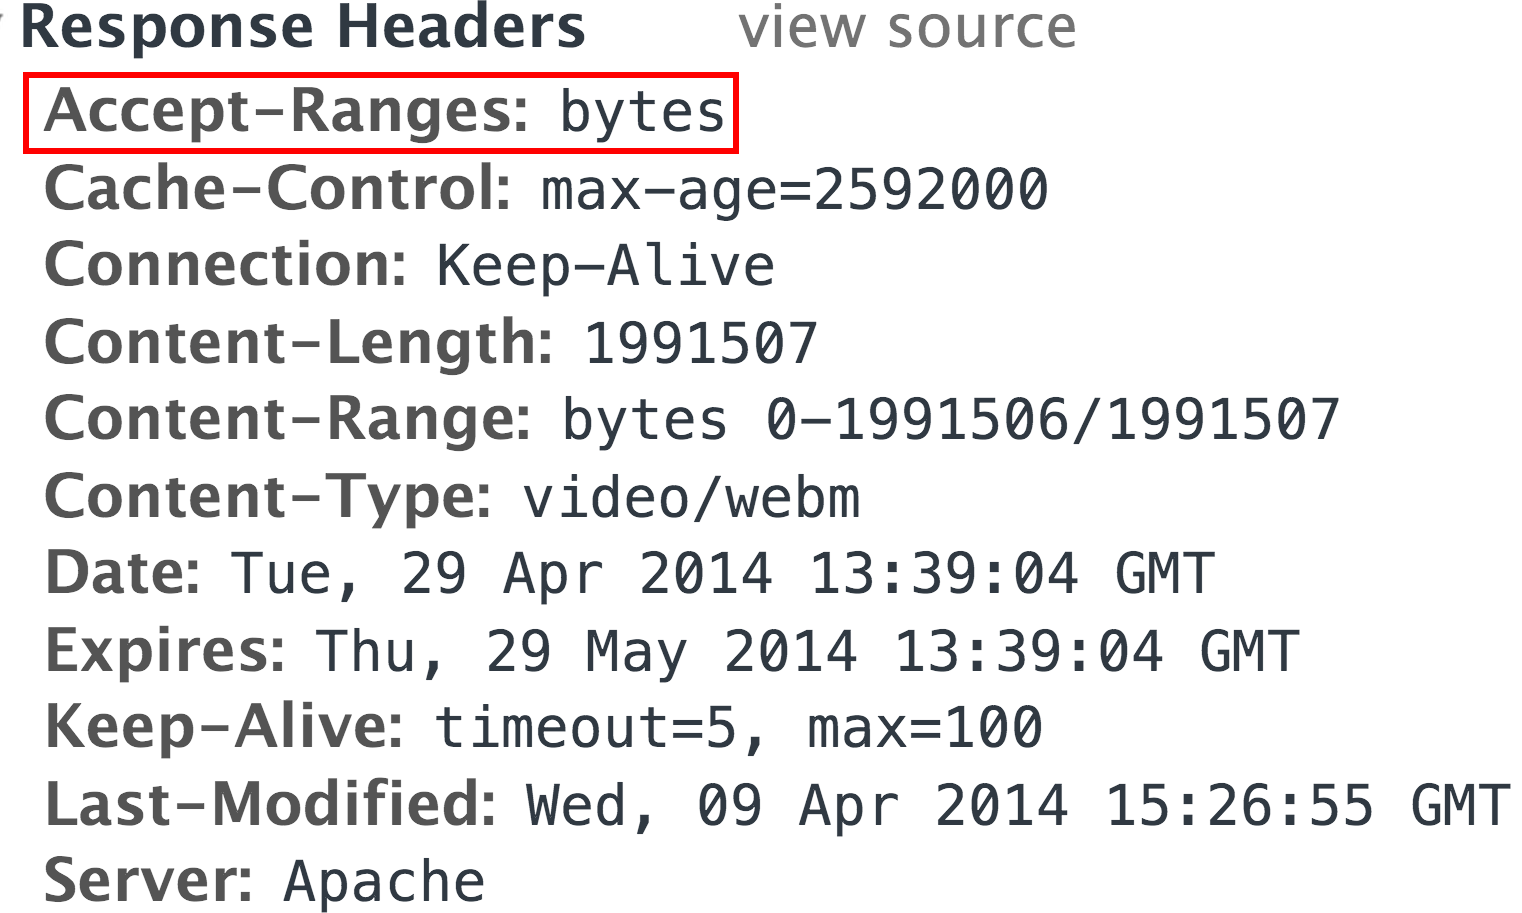 Response Headers view source
Accept-Ranges: bytes
Cache-Control: max-age=2592000
Connection: Keep-Alive
Content-Length: 1991507
Content-Range: bytes 0-1991506/1991507
Content-Type: video/webm
Date: Tue, 29 Apr 2014 13:39:04 GMT
Expires: Thu, 29 May 2014 13:39:04 GMT
Keep-Alive: timeout=5, max=100
Last-Modified: Wed, 09 Apr 2014 15:26:55 GMT
Server: Apache